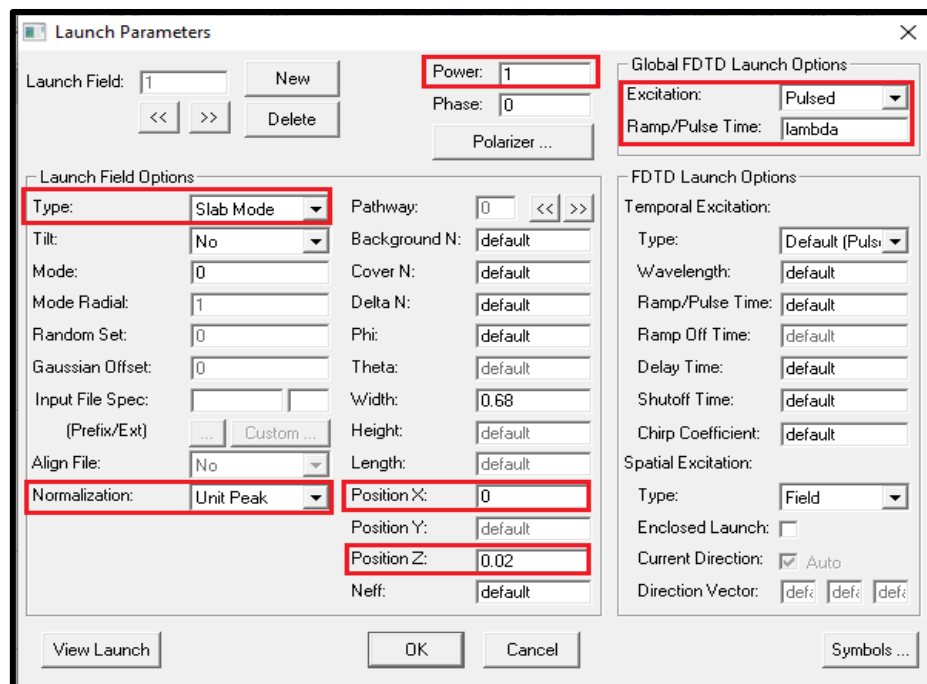 Launch Parameters
Launch Field: 1 New
<< >> Delete
Power: 1
Phase: 0
Polarizer ...
Global FDTD Launch Options
Excitation: Pulsed
Ramp/Pulse Time: lambda
Launch Field Options
Type: Slab Mode
Tilt: No
Mode: 0
Mode Radial: 1
Random Set: 0
Gaussian Offset: 0
Input File Spec:
(Prefix/Ext) ... Custom ...
Align File: No
Normalization: Unit Peak
Pathway: 0 << >>
Background N: default
Cover N: default
Delta N: default
Phi: default
Theta: default
Width: 0.68
Height: default
Length: default
Position X: 0
Position Y: default
Position Z: 0.02
Neff: default
FDTD Launch Options
Temporal Excitation:
Type: Default (Puls
Wavelength: default
Ramp/Pulse Time: default
Ramp Off Time: default
Delay Time: default
Shutoff Time: default
Chirp Coefficient: default
Spatial Excitation:
Type: Field
Enclosed Launch:
Current Direction: Auto
Direction Vector: defa defa defa
View Launch OK Cancel Symbols ...